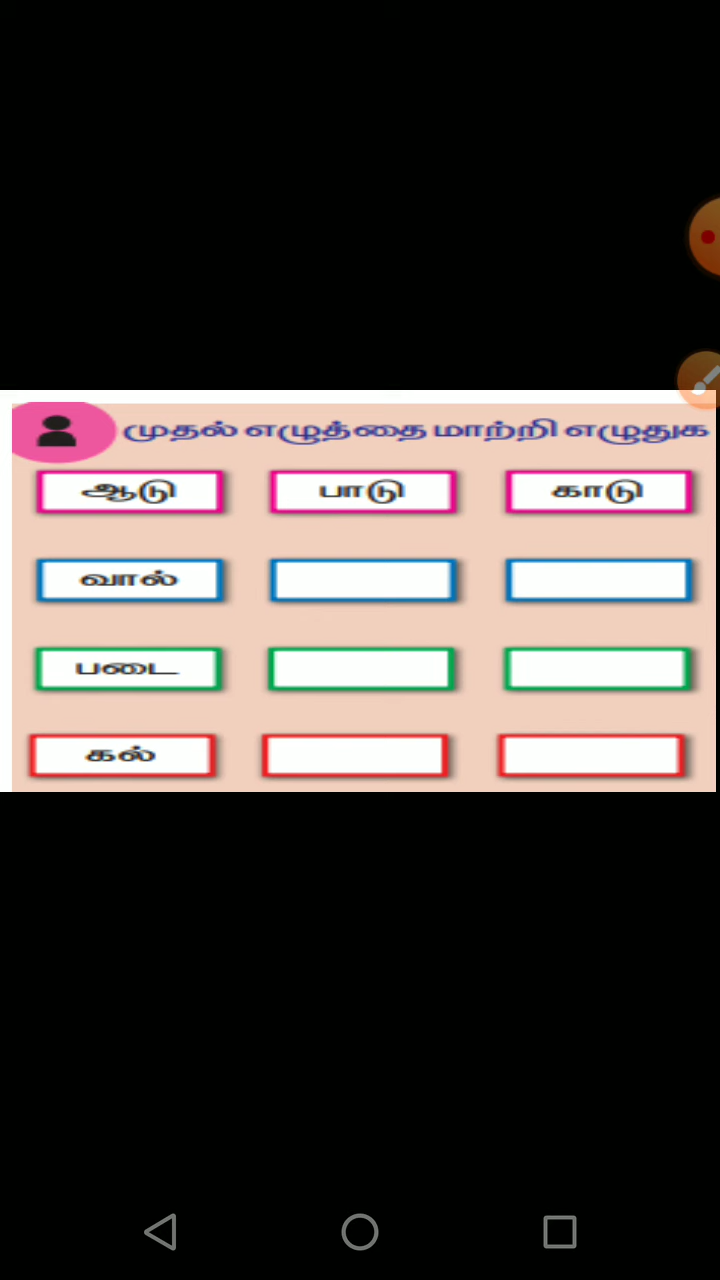 முதல் எழுத்தை மாற்றி எழுதுக
ஆடு பாடு காடு
வால்
படை
கல்